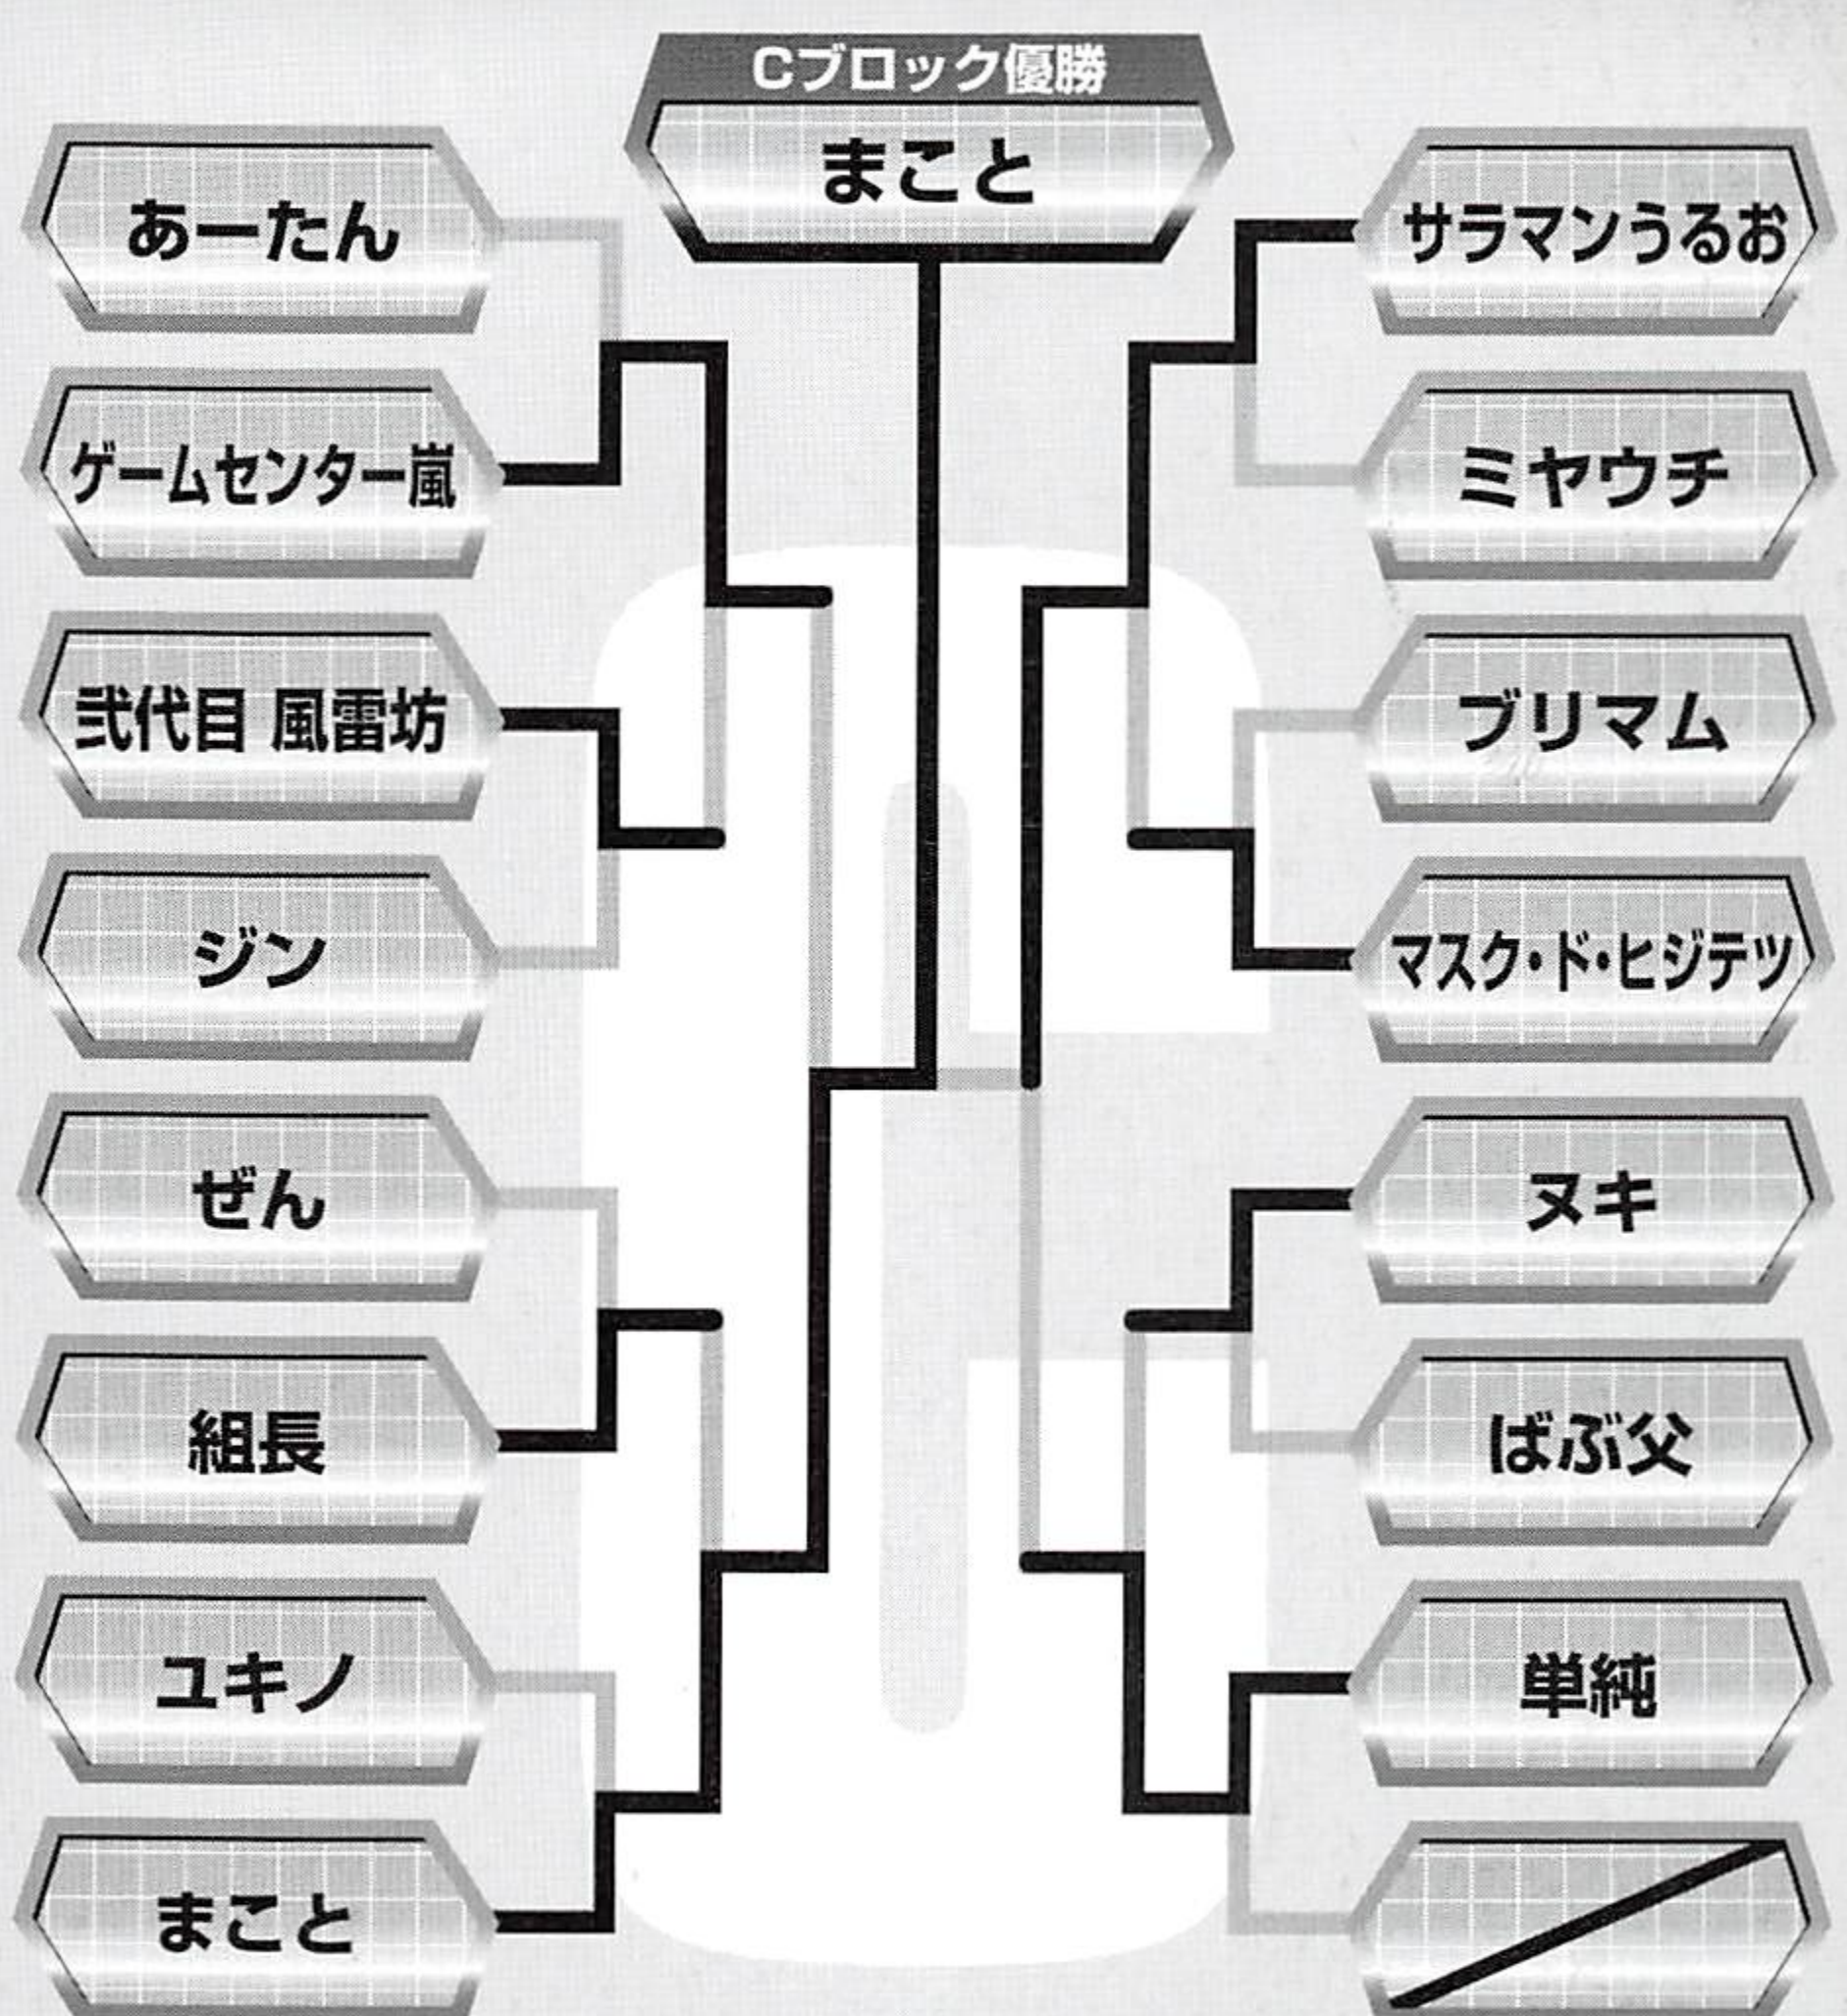 Cブロック優勝
まこと
あーたん
ゲームセンター嵐
弐代目 風雷坊
ジン
ぜん
組長
ユキノ
まこと
サラマンうるお
ミヤウチ
ブリマム
マスク・ド・ヒジテツ
ヌキ
ばぶ父
単純